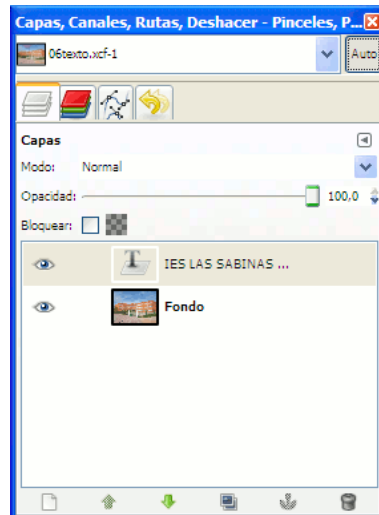 Capas, Canales, Rutas, Deshacer - Pinceles, P...
06texto.xcf-1
Auto
Capas
Modo: Normal
Opacidad: 100,0
Bloquear:
IES LAS SABINAS ...
Fondo